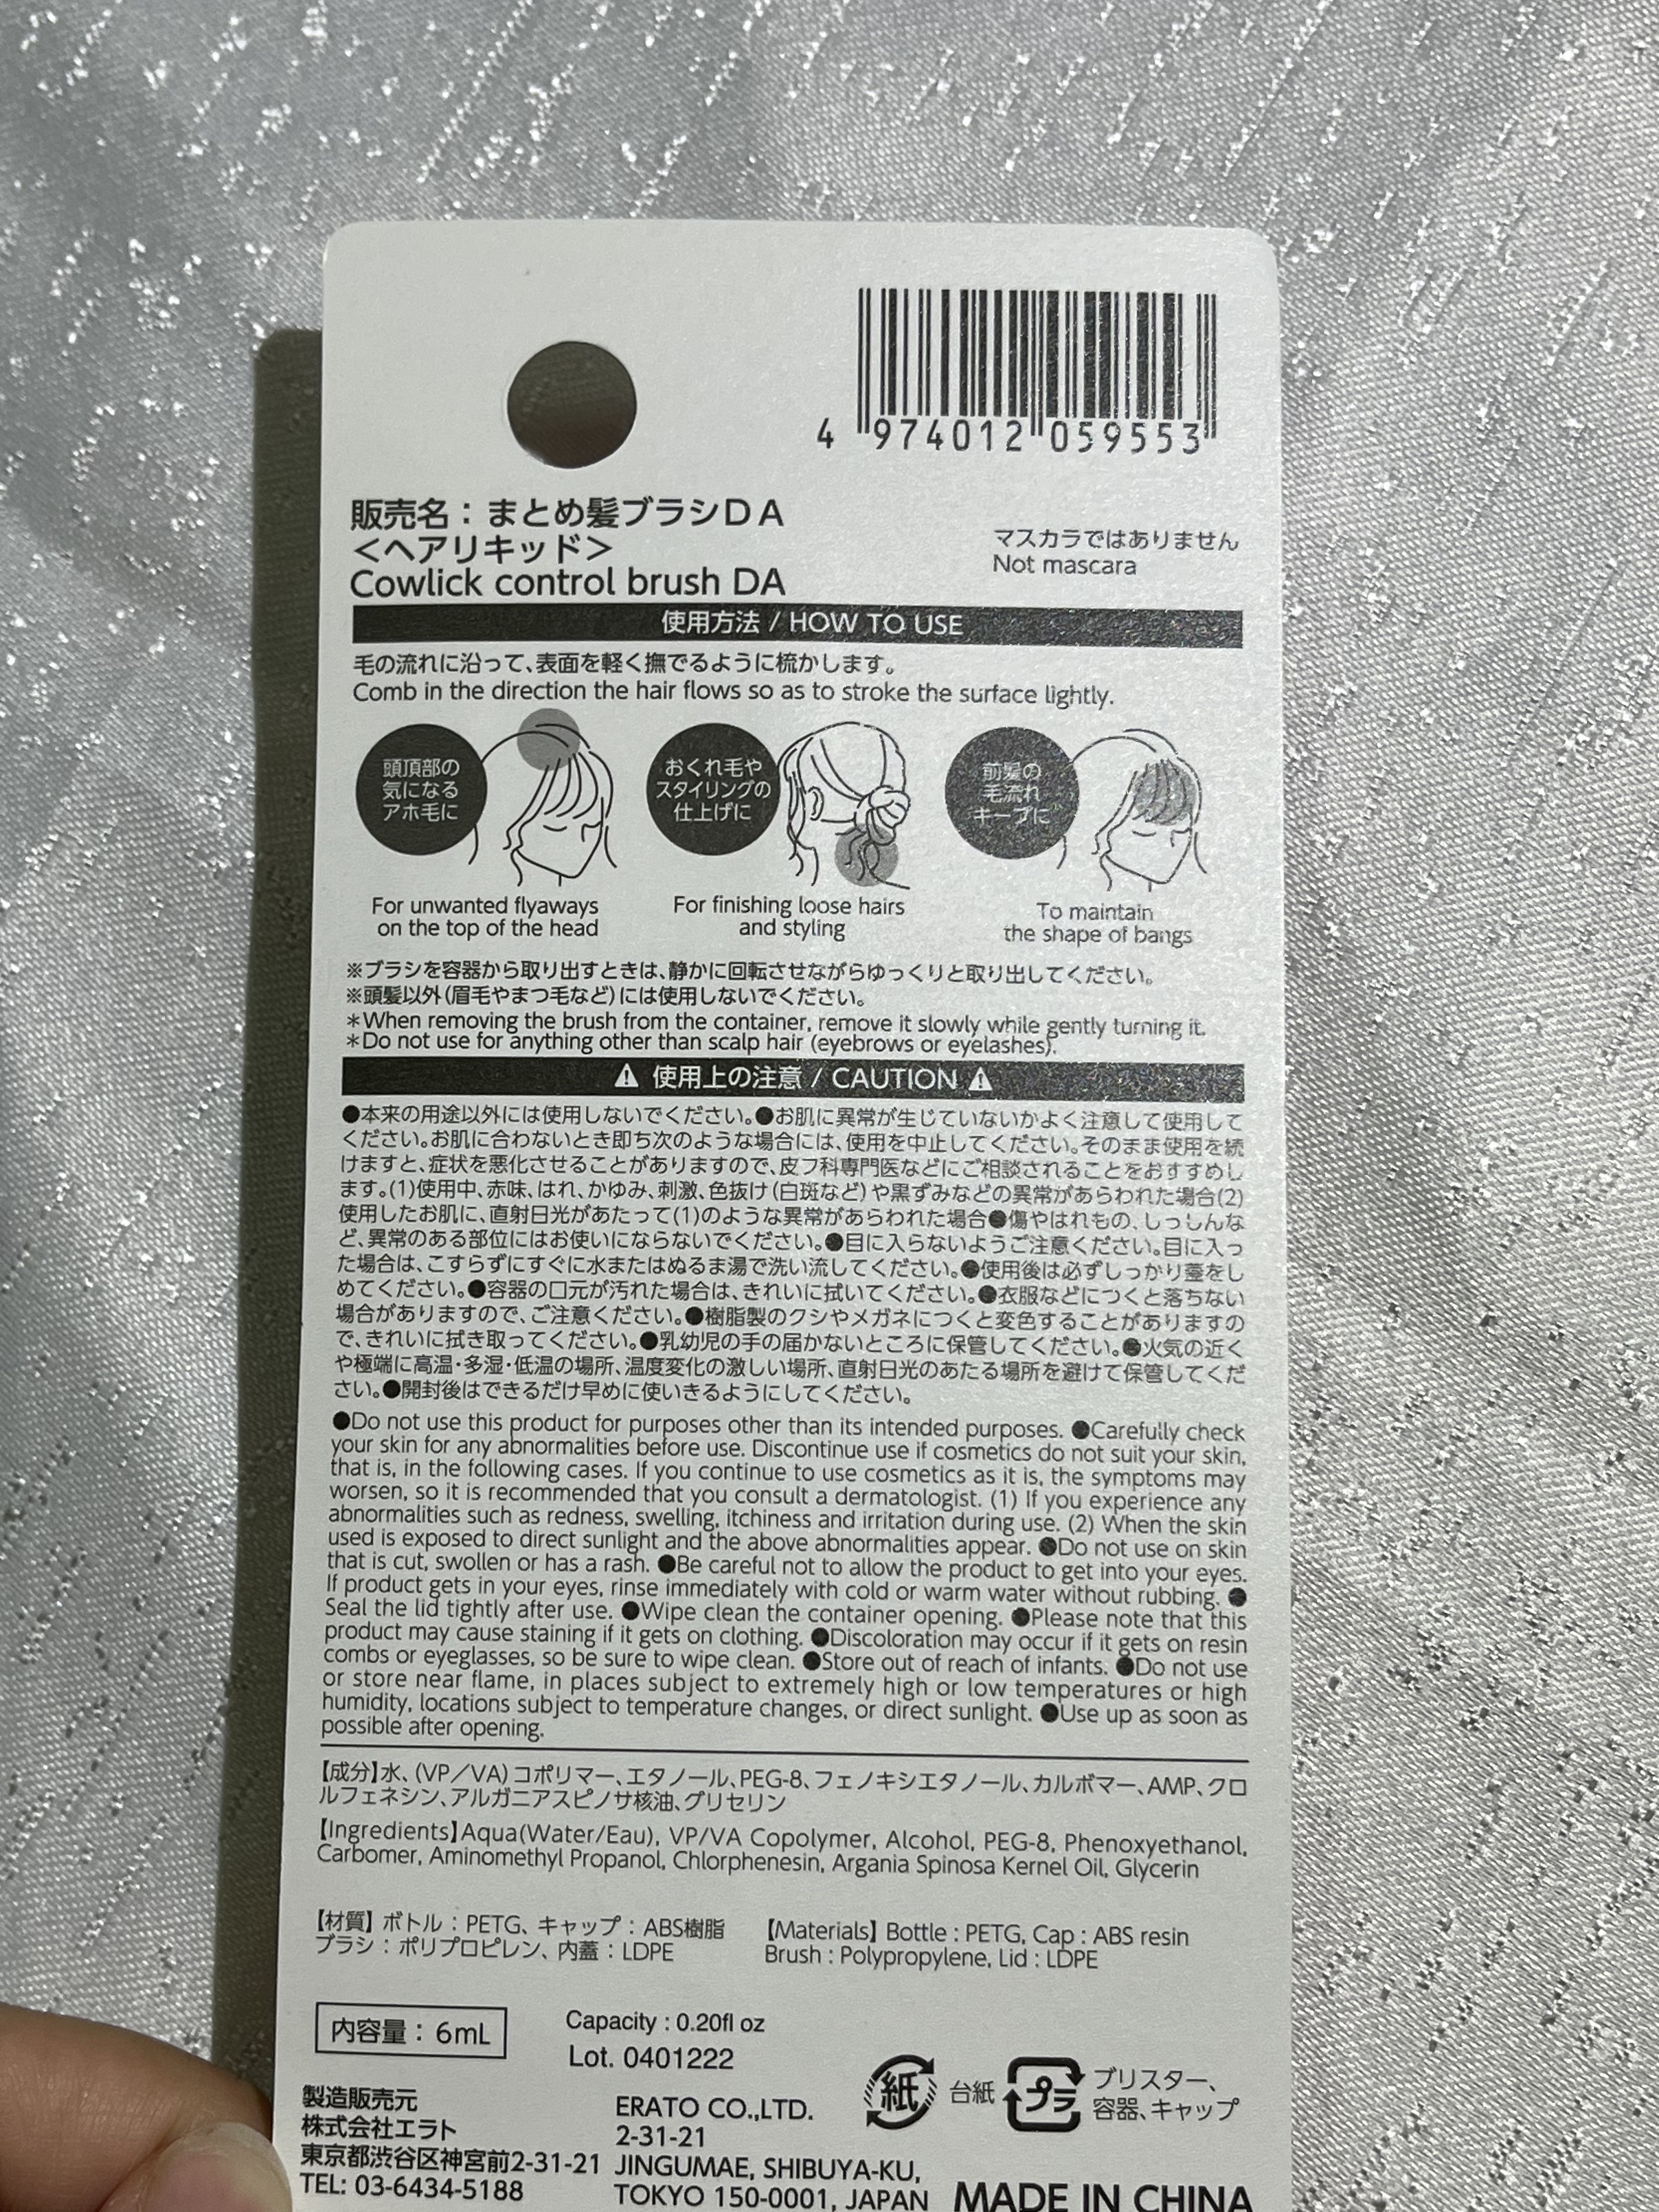 4 974012 059553
販売名：まとめ髪ブラシＤＡ
＜ヘアリキッド＞
Cowlick control brush DA
マスカラではありません
Not mascara
使用方法 / HOW TO USE
毛の流れに沿って、表面を軽く撫でるように梳かします。
Comb in the direction the hair flows so as to stroke the surface lightly.
頭頂部の
気になる
アホ毛に
For unwanted flyaways
on the top of the head
おくれ毛や
スタイリングの
仕上げに
For finishing loose hairs
and styling
前髪の
毛流れ
キープに
To maintain
the shape of bangs
※ブラシを容器から取り出すときは、静かに回転させながらゆっくりと取り出してください。
※頭髪以外（眉毛やまつ毛など）には使用しないでください。
＊When removing the brush from the container, remove it slowly while gently turning it.
＊Do not use for anything other than scalp hair (eyebrows or eyelashes).
⚠ 使用上の注意 / CAUTION ⚠
●本来の用途以外には使用しないでください。●お肌に異常が生じていないかよく注意して使用して
ください。お肌に合わないとき即ち次のような場合には、使用を中止してください。そのまま使用を続
けますと、症状を悪化させることがありますので、皮フ科専門医などにご相談されることをおすすめし
ます。(1)使用中、赤味、はれ、かゆみ、刺激、色抜け（白斑など）や黒ずみなどの異常があらわれた場合(2)
使用したお肌に、直射日光があたって(1)のような異常があらわれた場合●傷やはれもの、しっしんな
ど、異常のある部位にはお使いにならないでください。●目に入らないようご注意ください。目に入っ
た場合は、こすらずにすぐに水またはぬるま湯で洗い流してください。●使用後は必ずしっかり蓋をし
めてください。●容器の口元が汚れた場合は、きれいに拭いてください。●衣服などにつくと落ちない
場合がありますので、ご注意ください。●樹脂製のクシやメガネにつくと変色することがありますの
で、きれいに拭き取ってください。●乳幼児の手の届かないところに保管してください。●火気の近く
や極端に高温・多湿・低温の場所、温度変化の激しい場所、直射日光のあたる場所を避けて保管してくだ
さい。●開封後はできるだけ早めに使いきるようにしてください。
●Do not use this product for purposes other than its intended purposes. ●Carefully check
your skin for any abnormalities before use. Discontinue use if cosmetics do not suit your skin,
that is, in the following cases. If you continue to use cosmetics as it is, the symptoms may
worsen, so it is recommended that you consult a dermatologist. (1) If you experience any
abnormalities such as redness, swelling, itchiness and irritation during use. (2) When the skin
used is exposed to direct sunlight and the above abnormalities appear. ●Do not use on skin
that is cut, swollen or has a rash. ●Be careful not to allow the product to get into your eyes.
If product gets in your eyes, rinse immediately with cold or warm water without rubbing. ●
Seal the lid tightly after use. ●Wipe clean the container opening. ●Please note that this
product may cause staining if it gets on clothing. ●Discoloration may occur if it gets on resin
combs or eyeglasses, so be sure to wipe clean. ●Store out of reach of infants. ●Do not use
or store near flame, in places subject to extremely high or low temperatures or high
humidity, locations subject to temperature changes, or direct sunlight. ●Use up as soon as
possible after opening.
【成分】水、（VP／VA）コポリマー、エタノール、PEG-8、フェノキシエタノール、カルボマー、AMP、クロ
ルフェネシン、アルガニアスピノサ核油、グリセリン
【Ingredients】Aqua(Water/Eau), VP/VA Copolymer, Alcohol, PEG-8, Phenoxyethanol,
Carbomer, Aminomethyl Propanol, Chlorphenesin, Argania Spinosa Kernel Oil, Glycerin
【材質】ボトル：PETG、キャップ：ABS樹脂
ブラシ：ポリプロピレン、内蓋：LDPE
【Materials】Bottle : PETG, Cap : ABS resin
Brush : Polypropylene, Lid : LDPE
内容量：6mL
Capacity : 0.20fl oz
Lot. 0401222
紙 台紙
プラ ブリスター、
容器、キャップ
製造販売元
株式会社エラト
東京都渋谷区神宮前2-31-21
TEL: 03-6434-5188
ERATO CO.,LTD.
2-31-21
JINGUMAE, SHIBUYA-KU,
TOKYO 150-0001, JAPAN
MADE IN CHINA